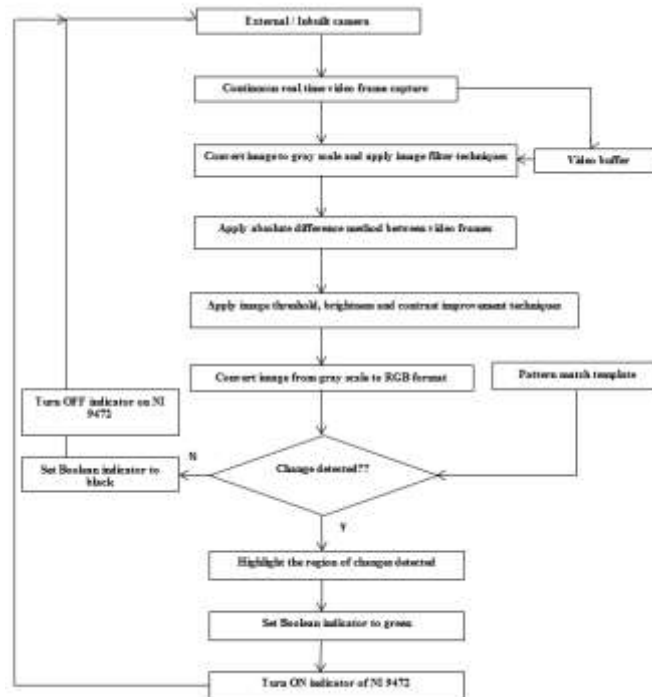 External / Inbuilt camera
Continuous real time video frame capture
Convert image to gray scale and apply image filter techniques
Video buffer
Apply absolute difference method between video frames
Apply image threshold, brightness and contrast improvement techniques
Convert image from gray scale to RGB format
Pattern match template
Turn OFF indicator on NI
9472
N
Change detected??
Set Boolean indicator to
black
Y
Highlight the region of changes detected
Set Boolean indicator to green
Turn ON indicator of NI 9472